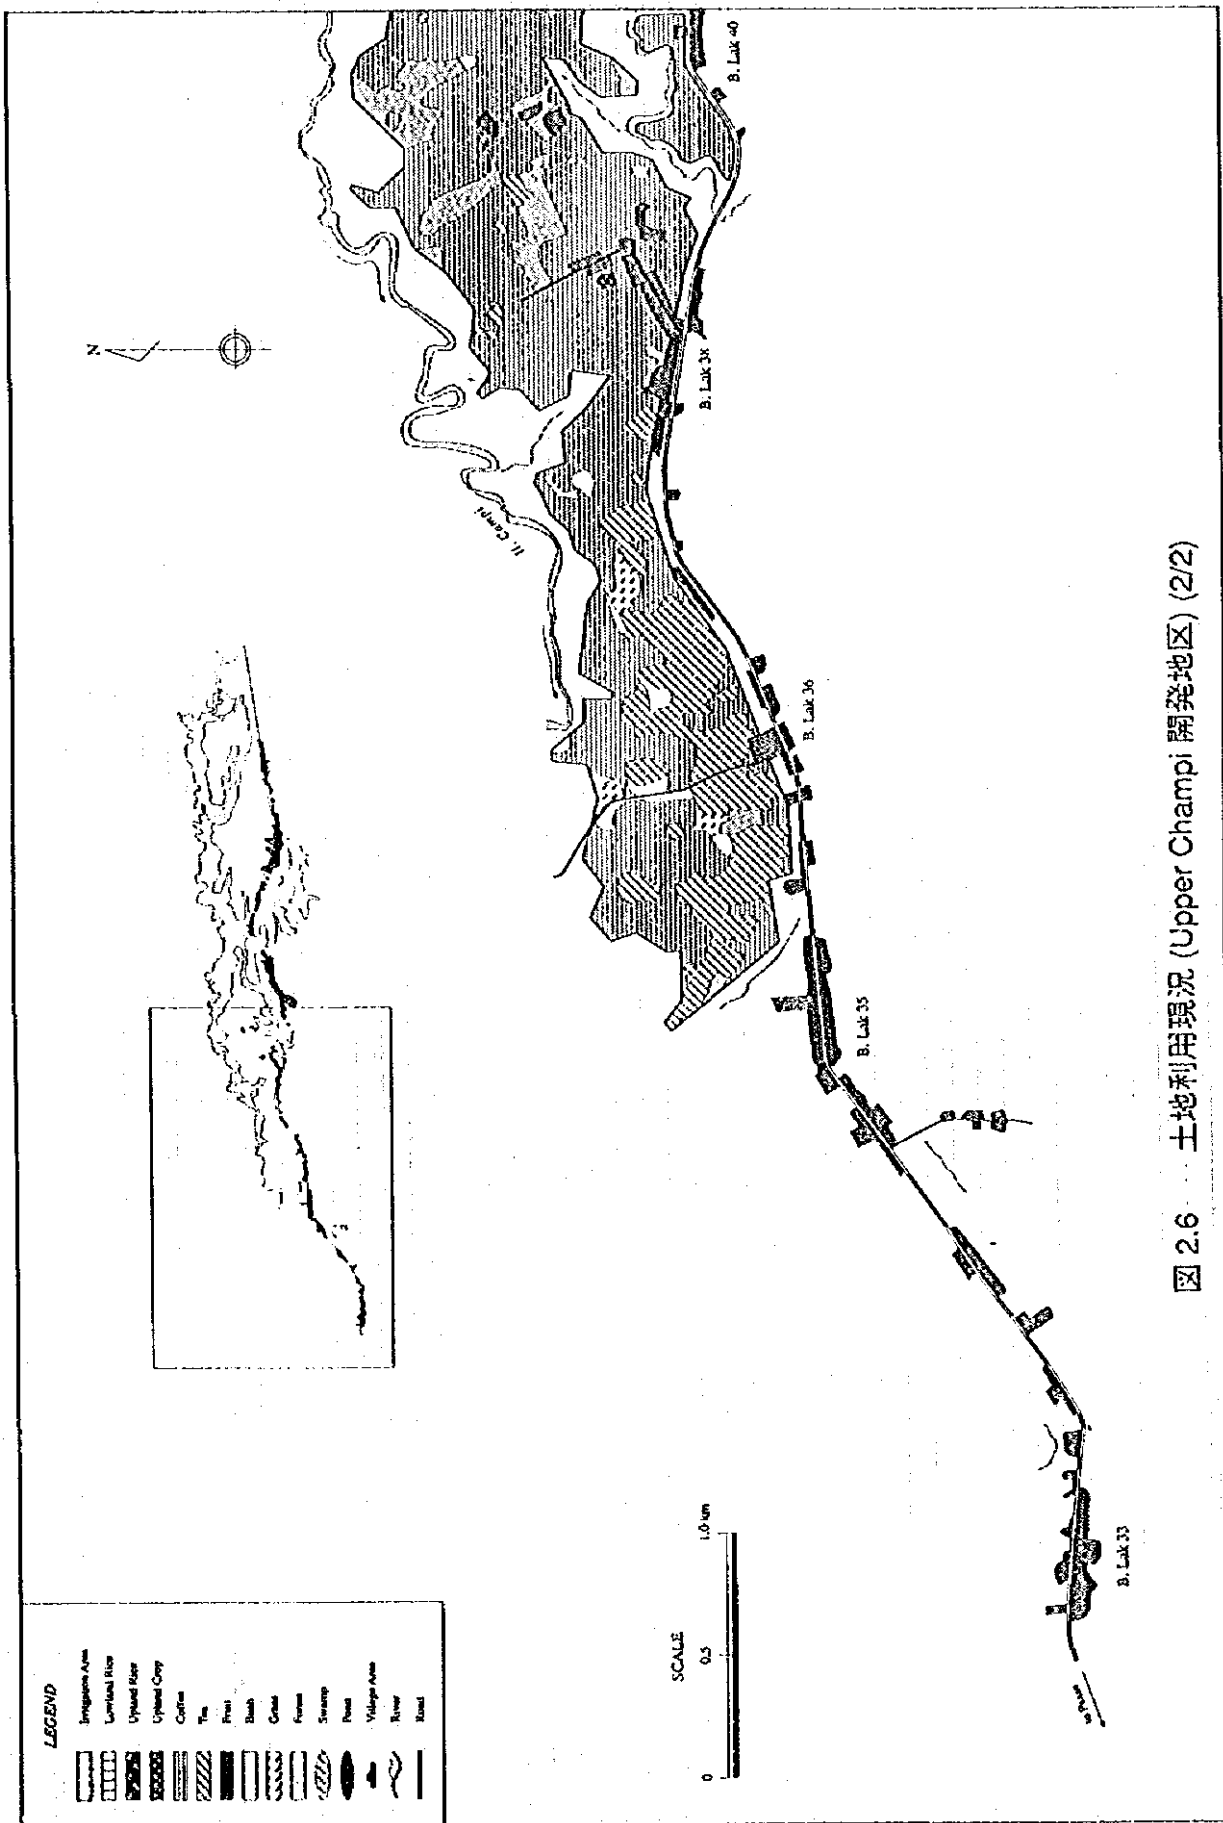 LEGEND
Irrigation Area
Lowland Rice
Upland Rice
Upland Crop
Coffee
Tea
Fruit
Bush
Grass
Forest
Swamp
Pond
Village Area
River
Road
N
SCALE
0 0.5 1.0 km
H. Campi
B. Lak 33
B. Lak 35
B. Lak 36
B. Lak 38
B. Lak 40
図 2.6 土地利用現況 (Upper Champi 開発地区) (2/2)